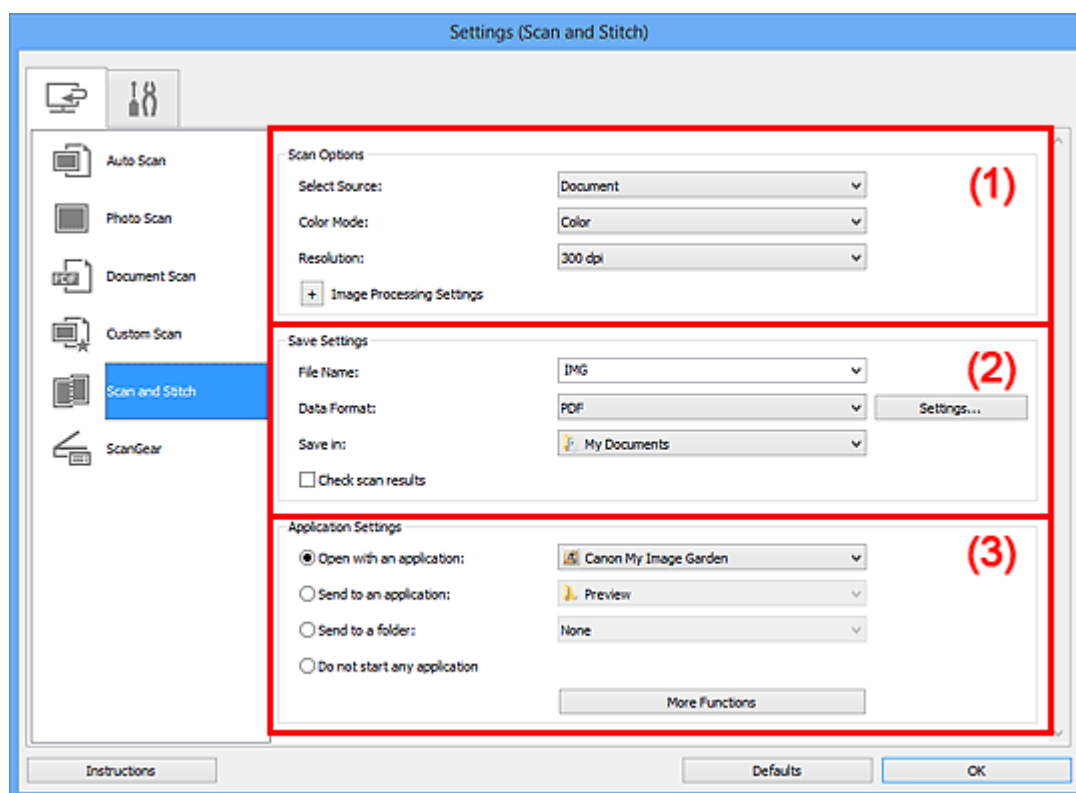 Settings (Scan and Stitch)
Auto Scan
Photo Scan
Document Scan
Custom Scan
Scan and Stitch
ScanGear
Scan Options
(1)
Select Source: Document
Color Mode: Color
Resolution: 300 dpi
+ Image Processing Settings
Save Settings
(2)
File Name: IMG
Data Format: PDF Settings...
Save in: My Documents
Check scan results
Application Settings
(3)
Open with an application: Canon My Image Garden
Send to an application: Preview
Send to a folder: None
Do not start any application
More Functions
Instructions Defaults OK